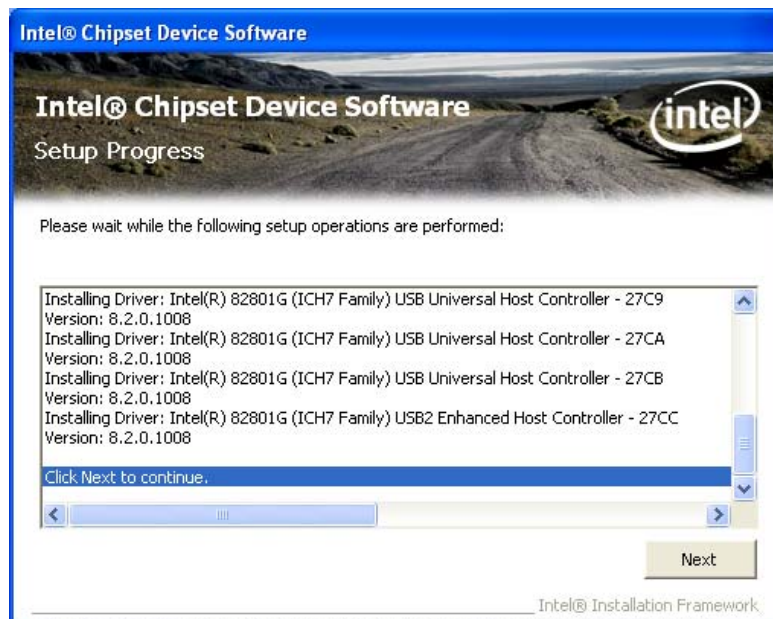 Intel® Chipset Device Software
Intel® Chipset Device Software
intel
Setup Progress
Please wait while the following setup operations are performed:
Installing Driver: Intel(R) 82801G (ICH7 Family) USB Universal Host Controller - 27C9
Version: 8.2.0.1008
Installing Driver: Intel(R) 82801G (ICH7 Family) USB Universal Host Controller - 27CA
Version: 8.2.0.1008
Installing Driver: Intel(R) 82801G (ICH7 Family) USB Universal Host Controller - 27CB
Version: 8.2.0.1008
Installing Driver: Intel(R) 82801G (ICH7 Family) USB2 Enhanced Host Controller - 27CC
Version: 8.2.0.1008
Click Next to continue.
Next
Intel® Installation Framework